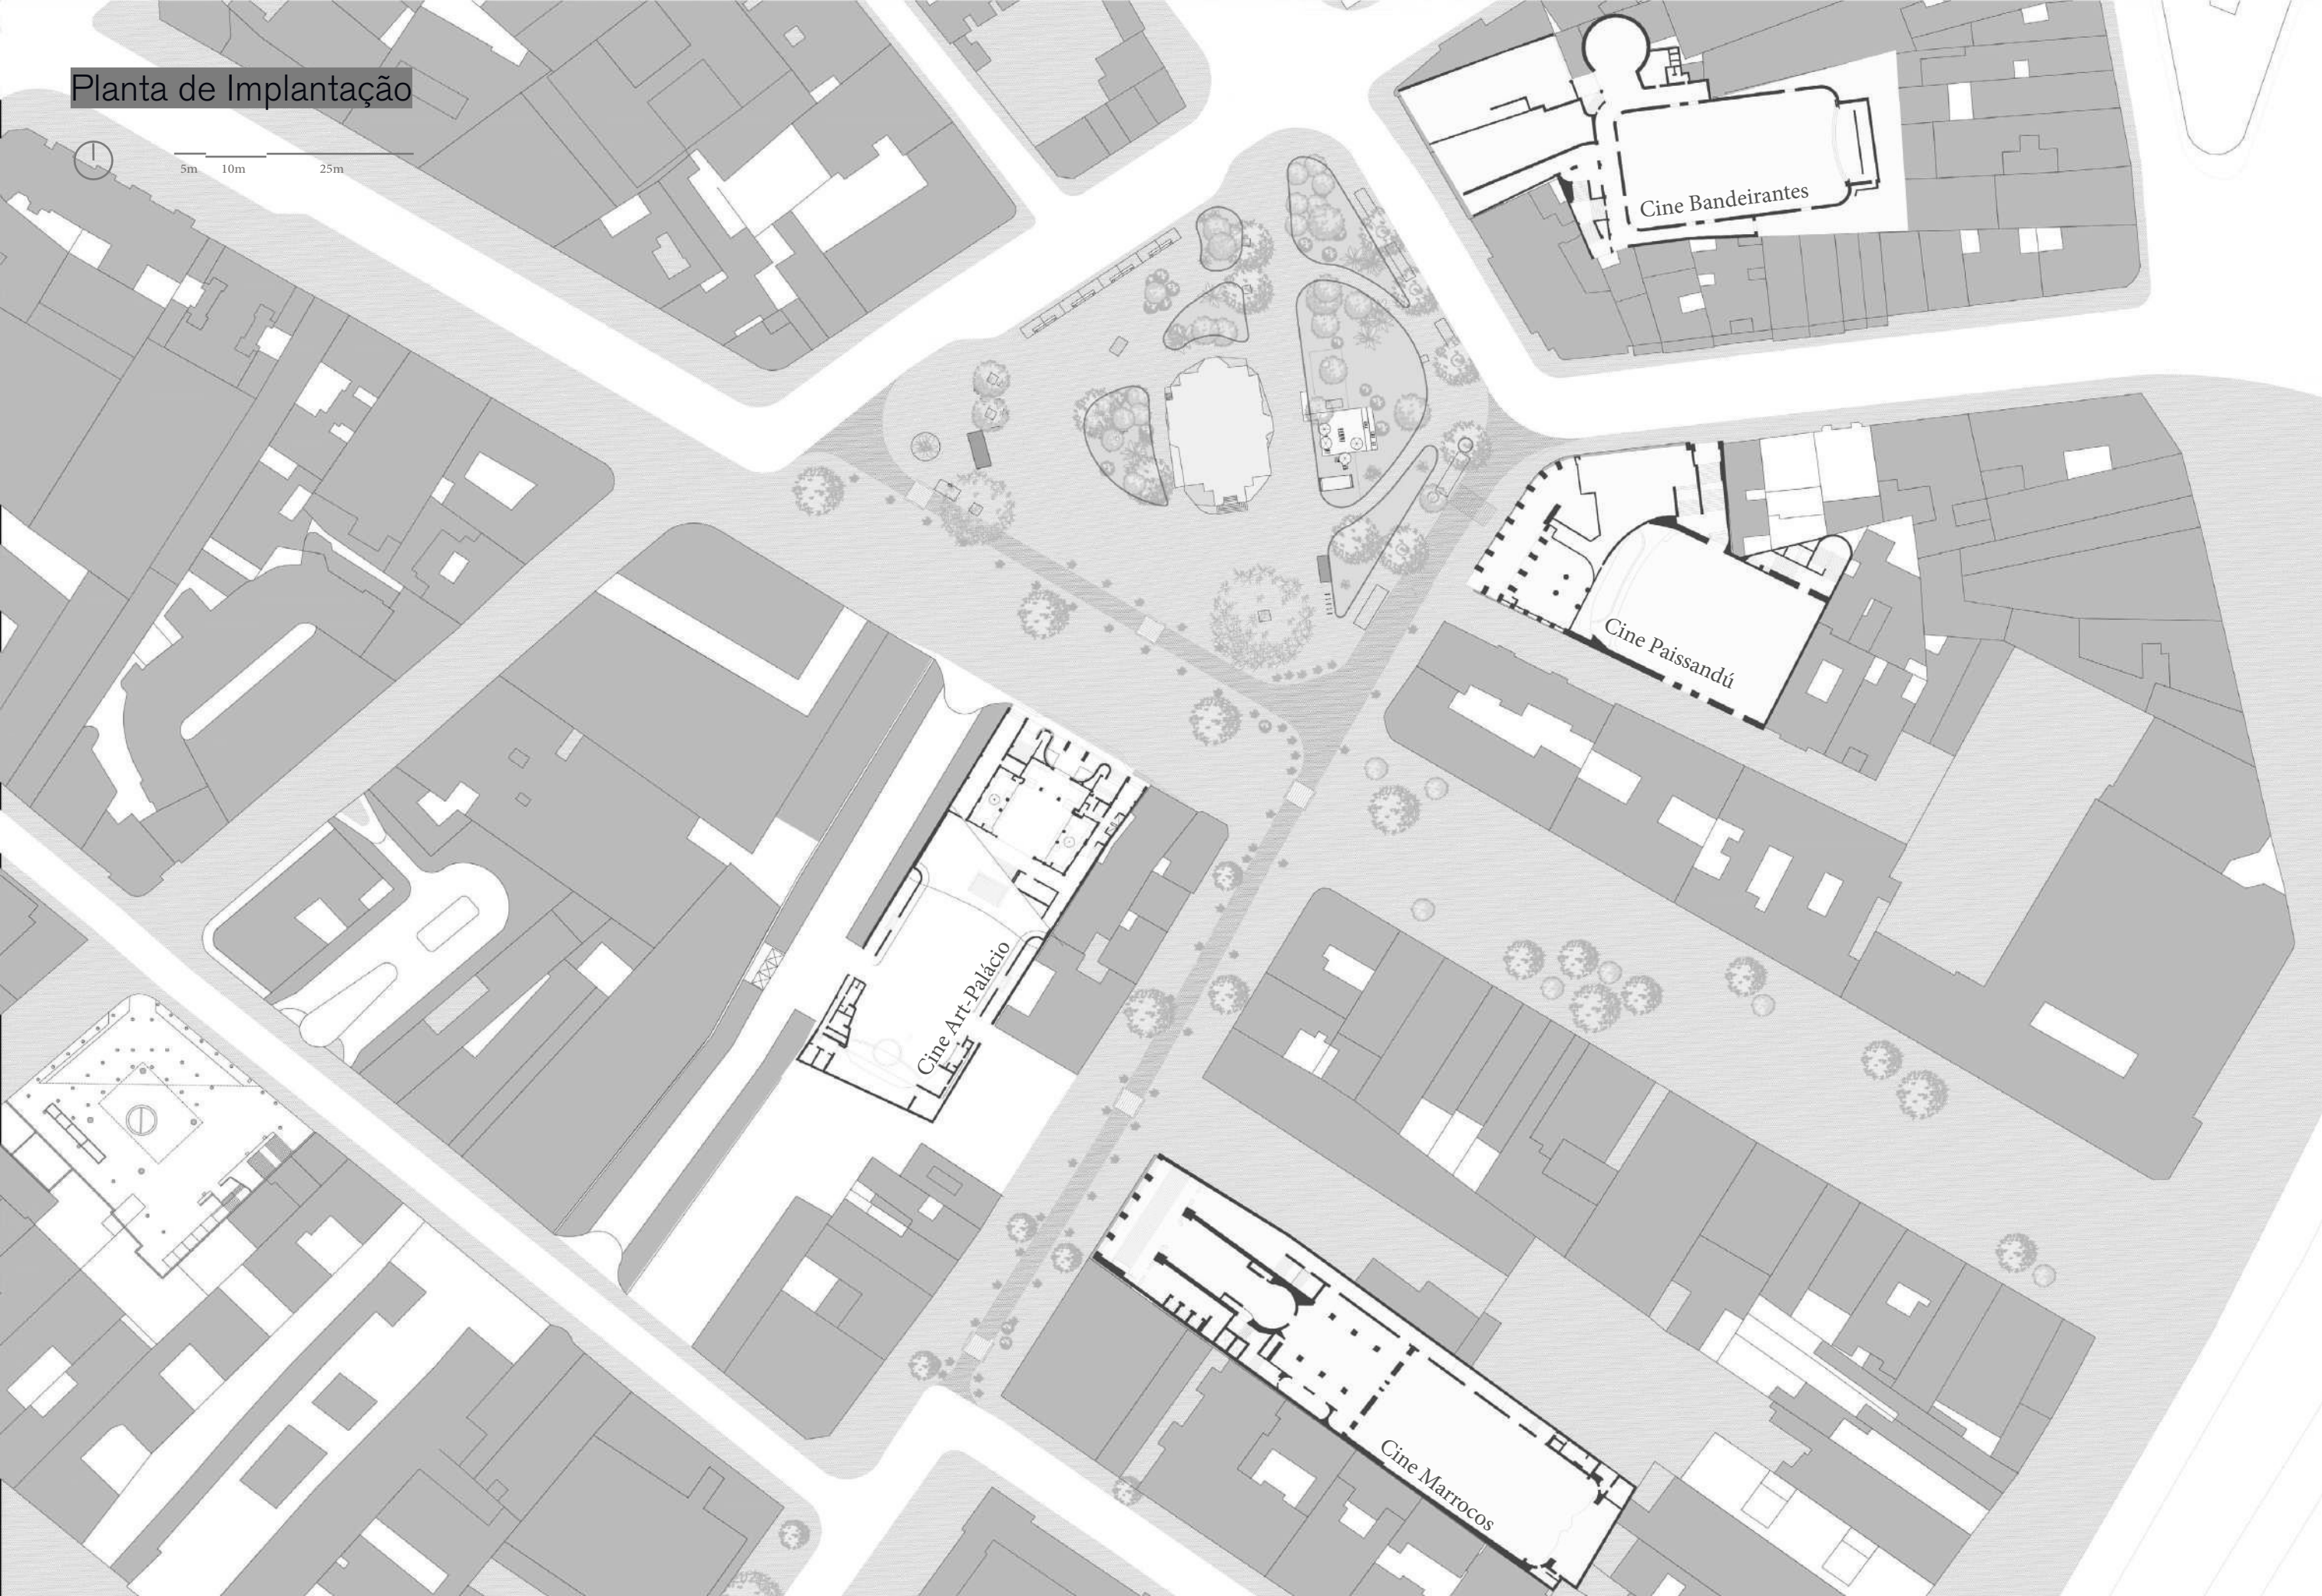 Planta de Implantação
5m 10m 25m
Cine Bandeirantes
Cine Paissandú
Cine Art-Palácio
Cine Marrocos